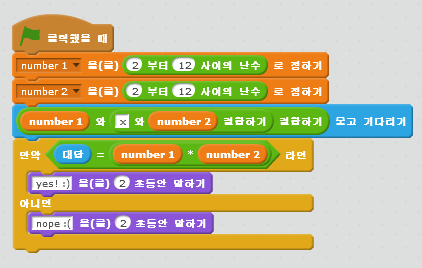 클릭했을 때
number 1 을(를) 2 부터 12 사이의 난수 로 정하기
number 2 을(를) 2 부터 12 사이의 난수 로 정하기
number 1 와 x 와 number 2 결합하기 결합하기 묻고 기다리기
만약 대답 = number 1 * number 2 라면
yes! :) 을(를) 2 초동안 말하기
아니면
nope :( 을(를) 2 초동안 말하기